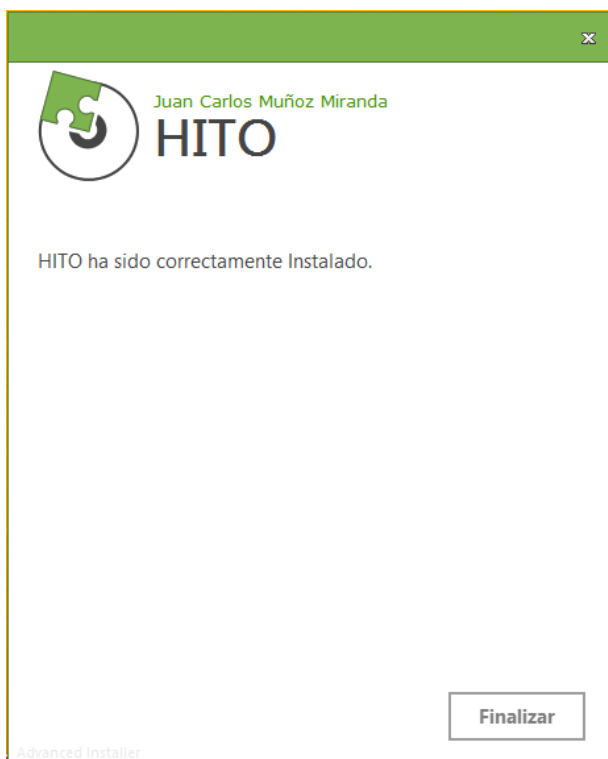 Juan Carlos Muñoz Miranda
HITO
HITO ha sido correctamente Instalado.
Finalizar
Advanced Installer